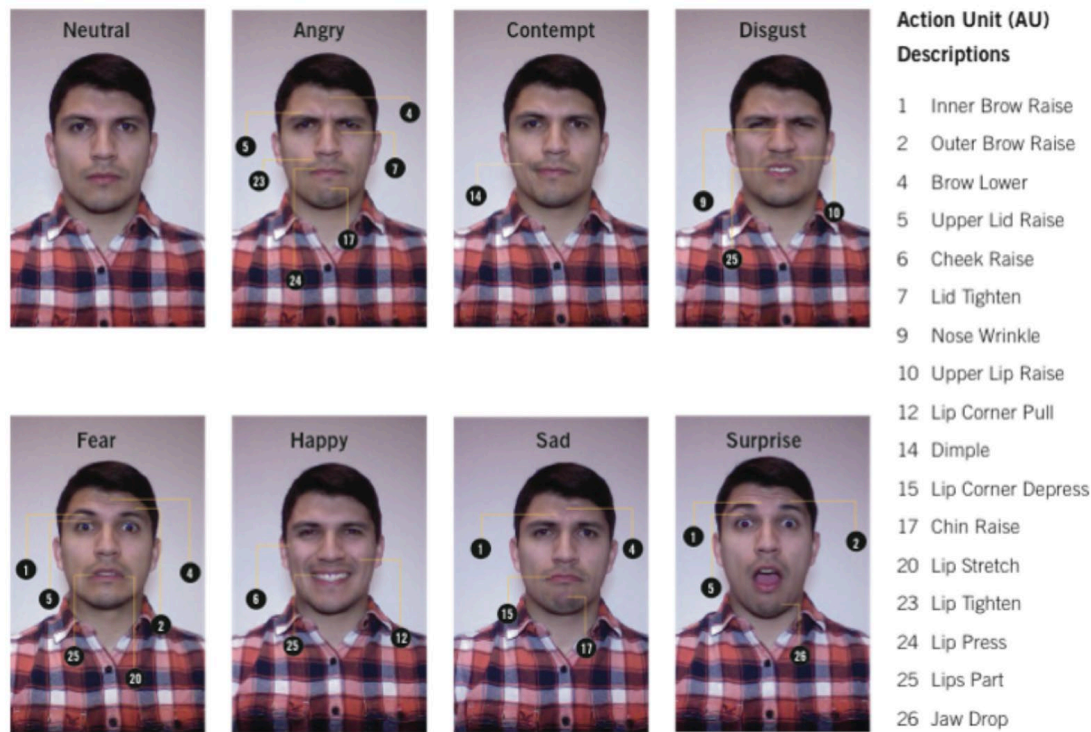 Neutral
Angry
Contempt
Disgust
4
5
23
7
17
24
14
9
10
25
Fear
Happy
Sad
Surprise
1
4
5
2
25
20
6
12
25
1
4
15
17
1
2
5
26
Action Unit (AU)
Descriptions
1 Inner Brow Raise
2 Outer Brow Raise
4 Brow Lower
5 Upper Lid Raise
6 Cheek Raise
7 Lid Tighten
9 Nose Wrinkle
10 Upper Lip Raise
12 Lip Corner Pull
14 Dimple
15 Lip Corner Depress
17 Chin Raise
20 Lip Stretch
23 Lip Tighten
24 Lip Press
25 Lips Part
26 Jaw Drop